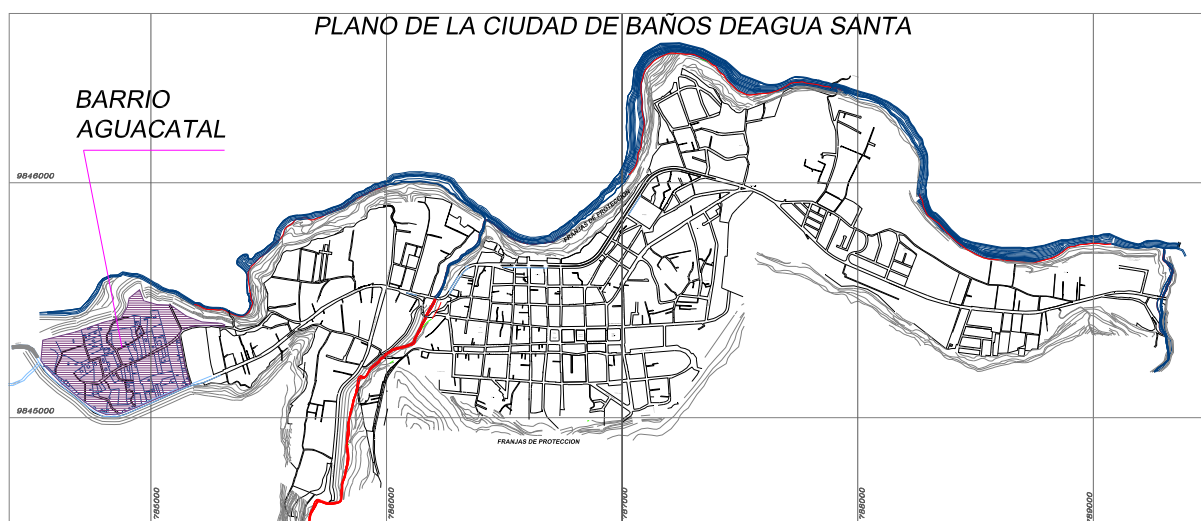 PLANO DE LA CIUDAD DE BAÑOS DEAGUA SANTA
BARRIO
AGUACATAL
9846000
FRANJAS DE PROTECCION
9845000
FRANJAS DE PROTECCION
785000
786000
787000
788000
789000